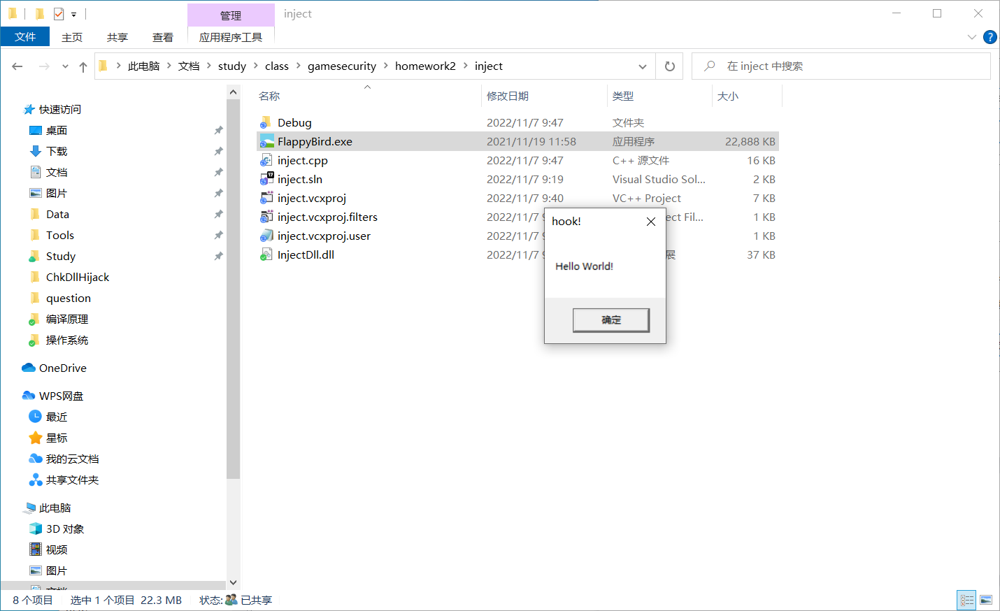 管理
inject
文件
主页
共享
查看
应用程序工具
此电脑 > 文档 > study > class > gamesecurity > homework2 > inject
在 inject 中搜索
名称
修改日期
类型
大小
快速访问
桌面
下载
文档
图片
Data
Tools
Study
ChkDllHijack
question
编译原理
操作系统
OneDrive
WPS网盘
最近
星标
我的云文档
共享文件夹
此电脑
3D 对象
视频
图片
Debug 2022/11/7 9:47 文件夹
FlappyBird.exe 2021/11/19 11:58 应用程序 22,888 KB
inject.cpp 2022/11/7 9:47 C++ 源文件 16 KB
inject.sln 2022/11/7 9:19 Visual Studio Sol... 2 KB
inject.vcxproj 2022/11/7 9:40 VC++ Project 7 KB
inject.vcxproj.filters 2022/11/7 Fil... 1 KB
inject.vcxproj.user 2022/11/7 1 KB
InjectDll.dll 2022/11/7 展 37 KB
hook!
Hello World!
确定
8 个项目
选中 1 个项目 22.3 MB
状态: 已共享